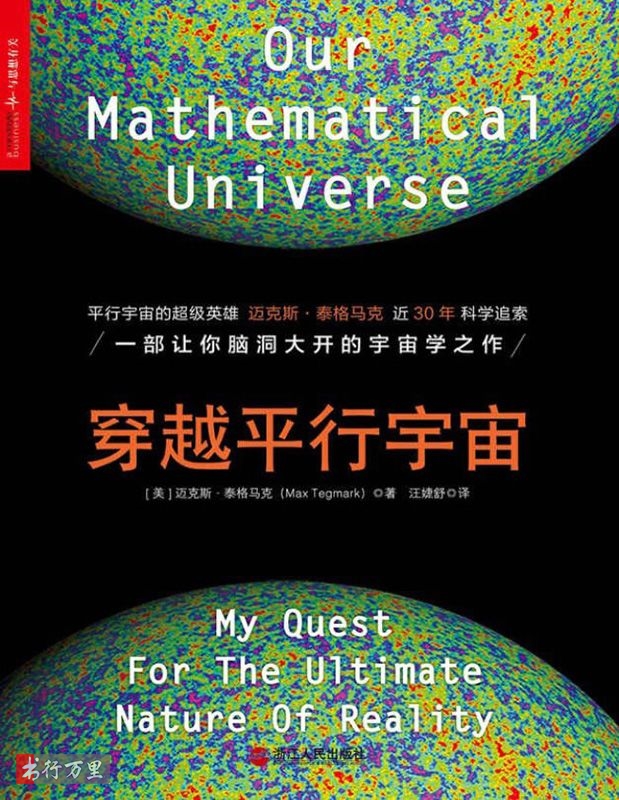 Our
Mathematical
Universe
平行宇宙的超级英雄 迈克斯·泰格马克 近30年科学追索
/一部让你脑洞大开的宇宙学之作/
穿越平行宇宙
[美]迈克斯·泰格马克(Max Tegmark)◎著 汪婕舒◎译
My Quest
For The Ultimate
Nature Of Reality
浙江人民出版社
书行万里